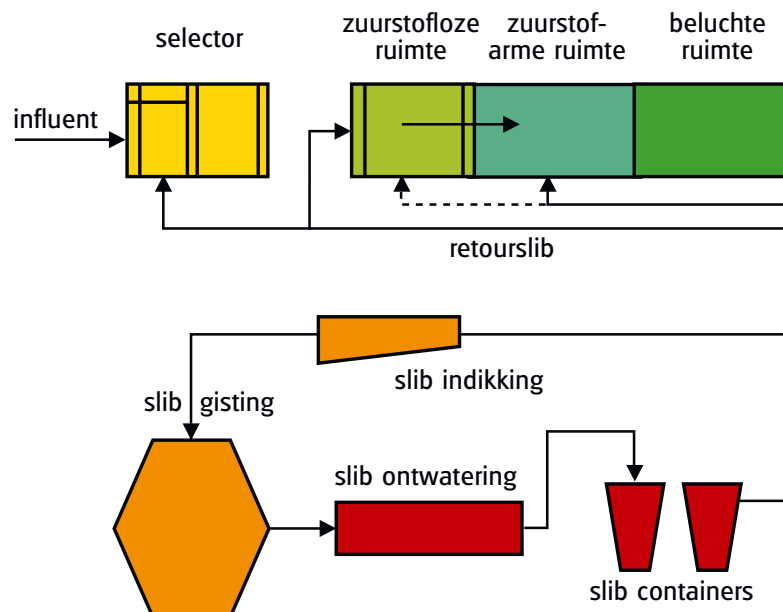 selector
zuurstofloze
ruimte
zuurstof-
arme ruimte
beluchte
ruimte
influent
retourslib
slib indikking
slib gisting
slib ontwatering
slib containers